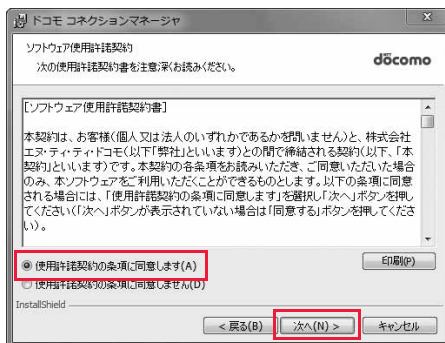 ドコモ コネクションマネージャ
ソフトウェア使用許諾契約
次の使用許諾契約書を注意深くお読みください。
döcomo
[ソフトウェア使用許諾契約書]
本契約は、お客様(個人又は法人のいずれかであるかを問いません)と、株式会社
エヌ・ティ・ティ・ドコモ(以下「弊社」といいます)との間で締結される契約(以下、「本
契約」といいます)です。本契約の各条項をお読みいただき、ご同意いただいた場合
のみ、本ソフトウェアをご利用いただくことができるものとします。以下の条項に同意
される場合には、「使用許諾契約の条項に同意します」を選択し「次へ」ボタンを押し
てください(「次へ」ボタンが表示されていない場合は「同意する」ボタンを押してくださ
い)。
使用許諾契約の条項に同意します(A)
印刷(P)
使用許諾契約の条項に同意しません(D)
InstallShield
< 戻る(B)
次へ(N) >
キャンセル